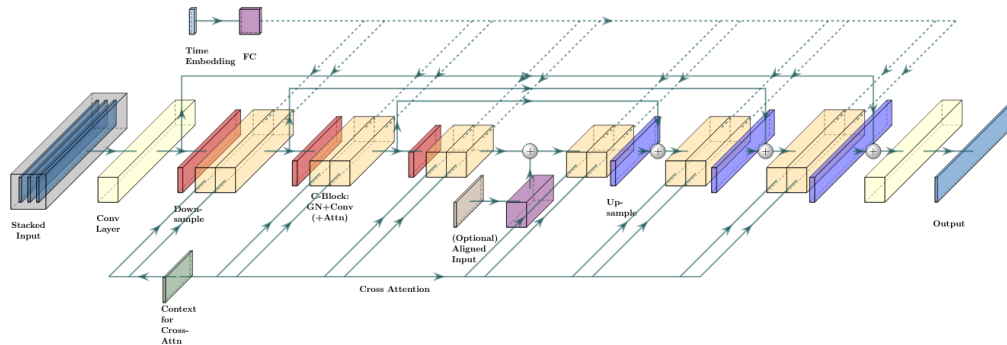 Time
Embedding
FC
Stacked
Input
Conv
Layer
Down-
sample
C-Block:
GN+Conv
(+Attn)
(Optional)
Aligned
Input
Up-
sample
Output
Cross Attention
Context
for
Cross-
Attn